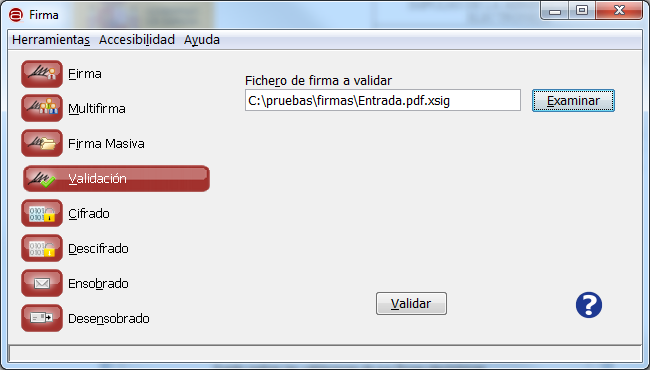 Firma
Herramientas Accesibilidad Ayuda
Firma
Multifirma
Firma Masiva
Validación
Cifrado
Descifrado
Ensobrado
Desensobrado
Fichero de firma a validar
C:\pruebas\firmas\Entrada.pdf.xsig
Examinar
Validar
?